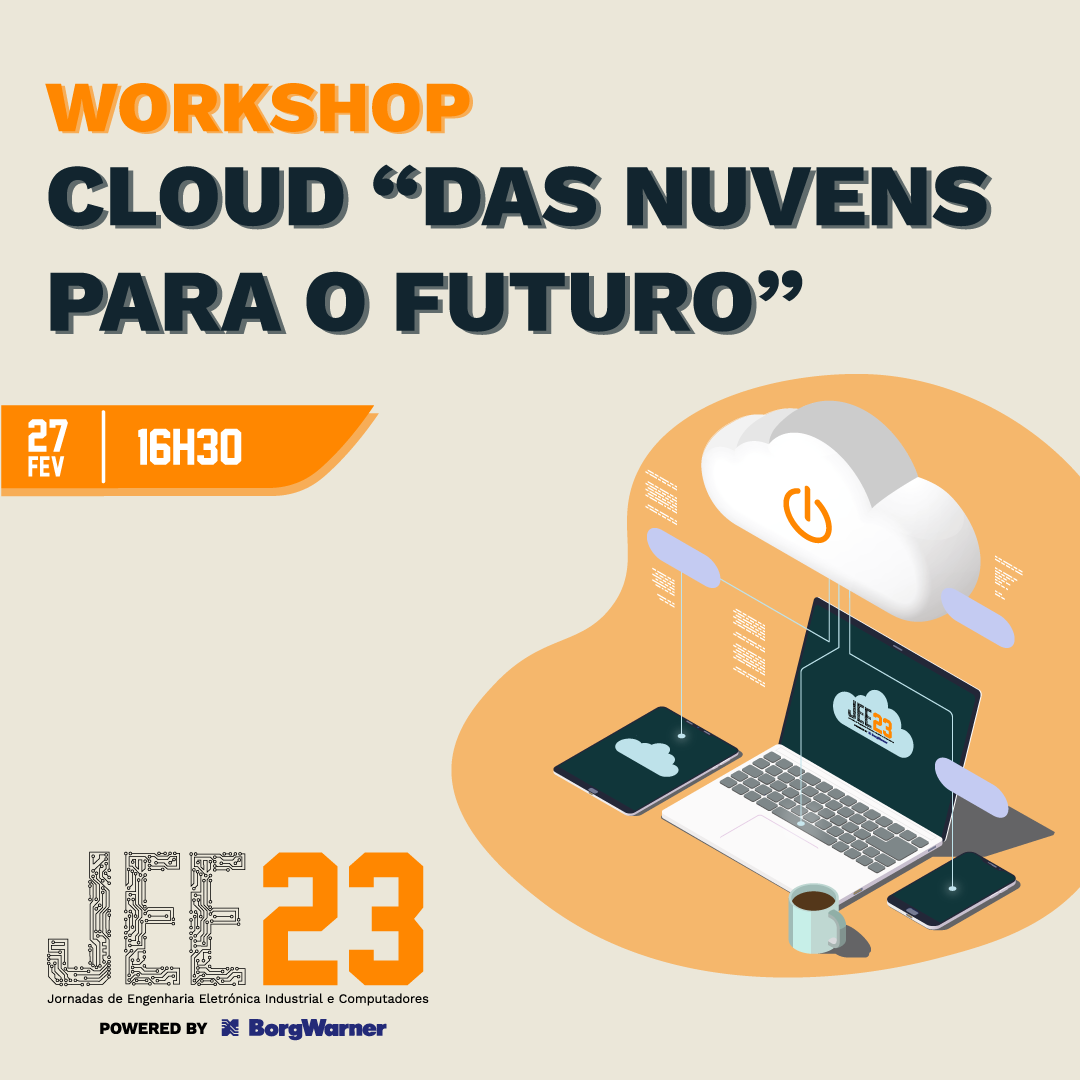 WORKSHOP
CLOUD “DAS NUVENS
PARA O FUTURO”
27
FEV
16H30
JEE23
JEE23
Jornadas de Engenharia Eletrónica Industrial e Computadores
POWERED BY BorgWarner